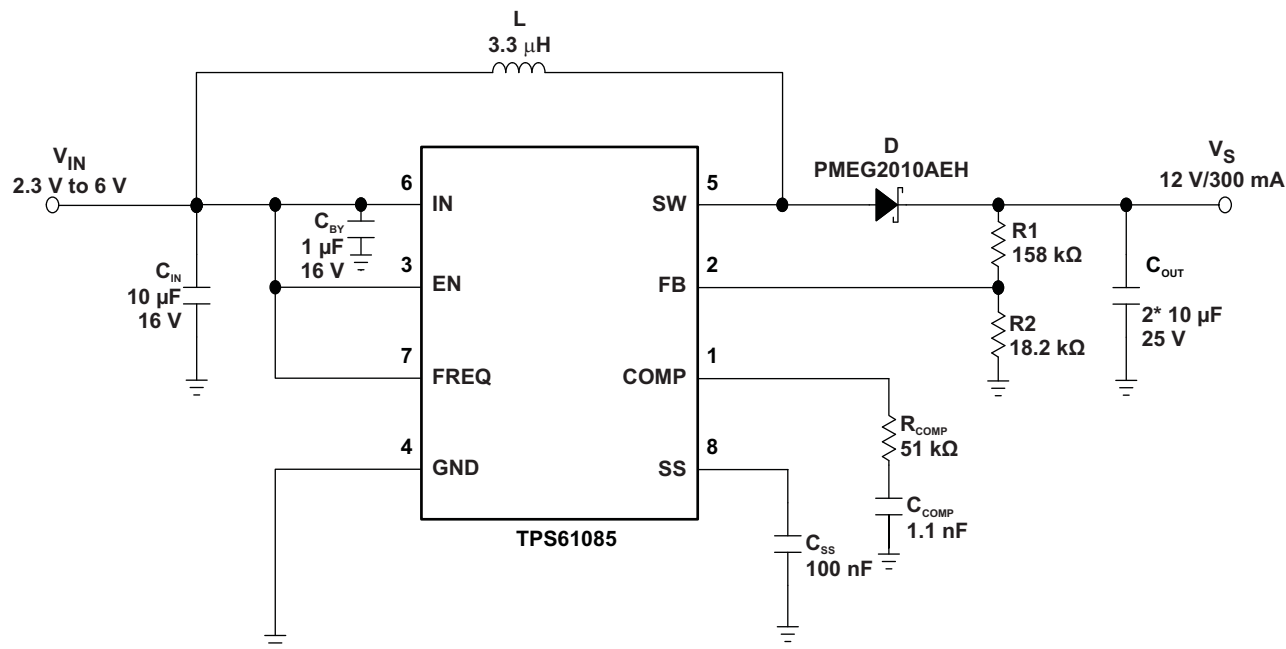 L
3.3 µH
V_IN
2.3 V to 6 V
D
PMEG2010AEH
V_S
12 V/300 mA
6
IN
SW
5
C_BY
1 µF
16 V
R1
158 kΩ
C_IN
10 µF
16 V
3
EN
FB
2
C_OUT
2* 10 µF
25 V
R2
18.2 kΩ
7
FREQ
COMP
1
R_COMP
51 kΩ
4
GND
SS
8
C_COMP
1.1 nF
TPS61085
C_SS
100 nF